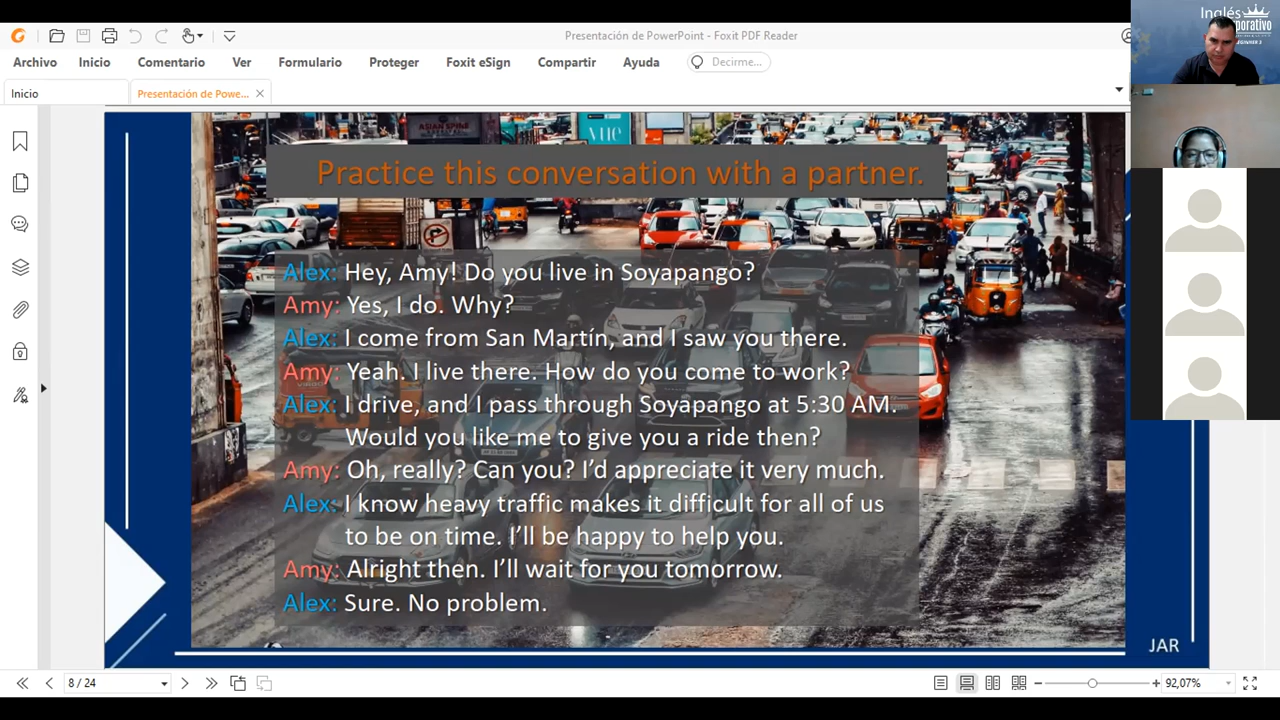 Presentación de PowerPoint - Foxit PDF Reader
Archivo Inicio Comentario Ver Formulario Proteger Foxit eSign Compartir Ayuda Decirme...
Inicio Presentación de Powe...
Inglés
BEGINNER 2
ASIAN SPINE
VUE
Practice this conversation with a partner.
Alex: Hey, Amy! Do you live in Soyapango?
Amy: Yes, I do. Why?
Alex: I come from San Martín, and I saw you there.
Amy: Yeah. I live there. How do you come to work?
Alex: I drive, and I pass through Soyapango at 5:30 AM.
Would you like me to give you a ride then?
Amy: Oh, really? Can you? I'd appreciate it very much.
Alex: I know heavy traffic makes it difficult for all of us
to be on time. I'll be happy to help you.
Amy: Alright then. I'll wait for you tomorrow.
Alex: Sure. No problem.
JAR
8 / 24
92,07%